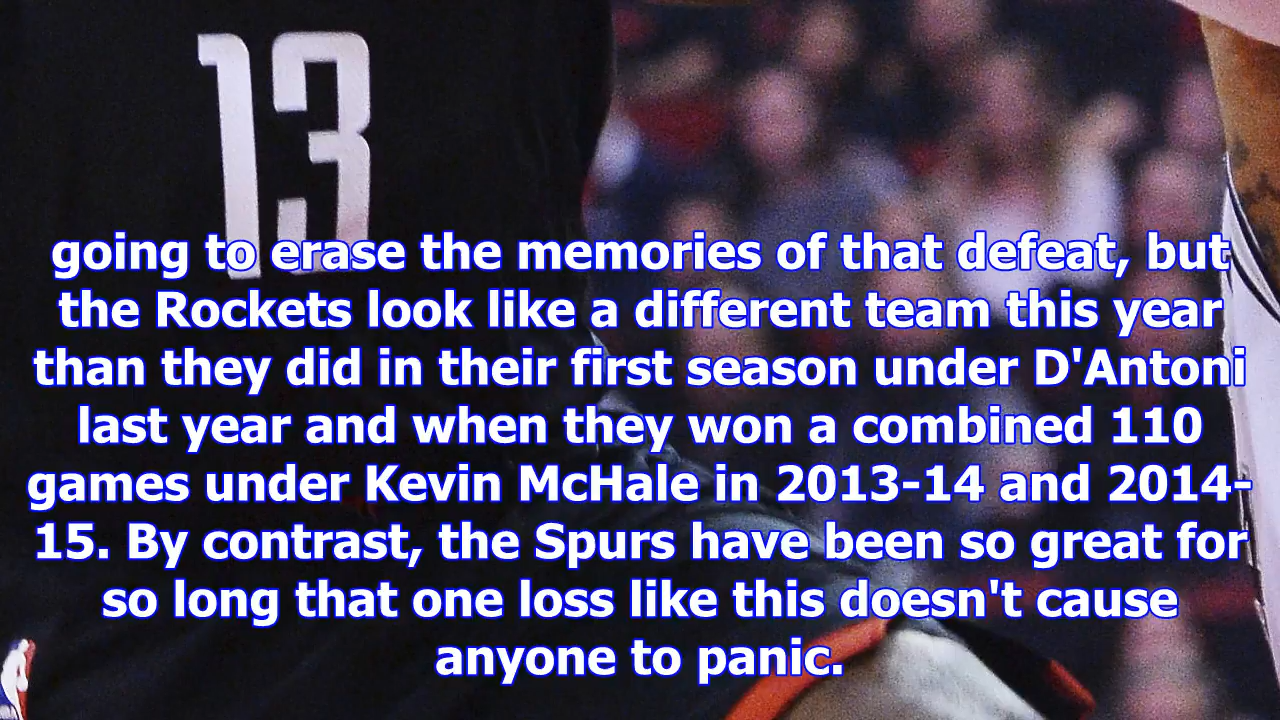 13
going to erase the memories of that defeat, but
the Rockets look like a different team this year
than they did in their first season under D'Antoni
last year and when they won a combined 110
games under Kevin McHale in 2013-14 and 2014-
15. By contrast, the Spurs have been so great for
so long that one loss like this doesn't cause
anyone to panic.